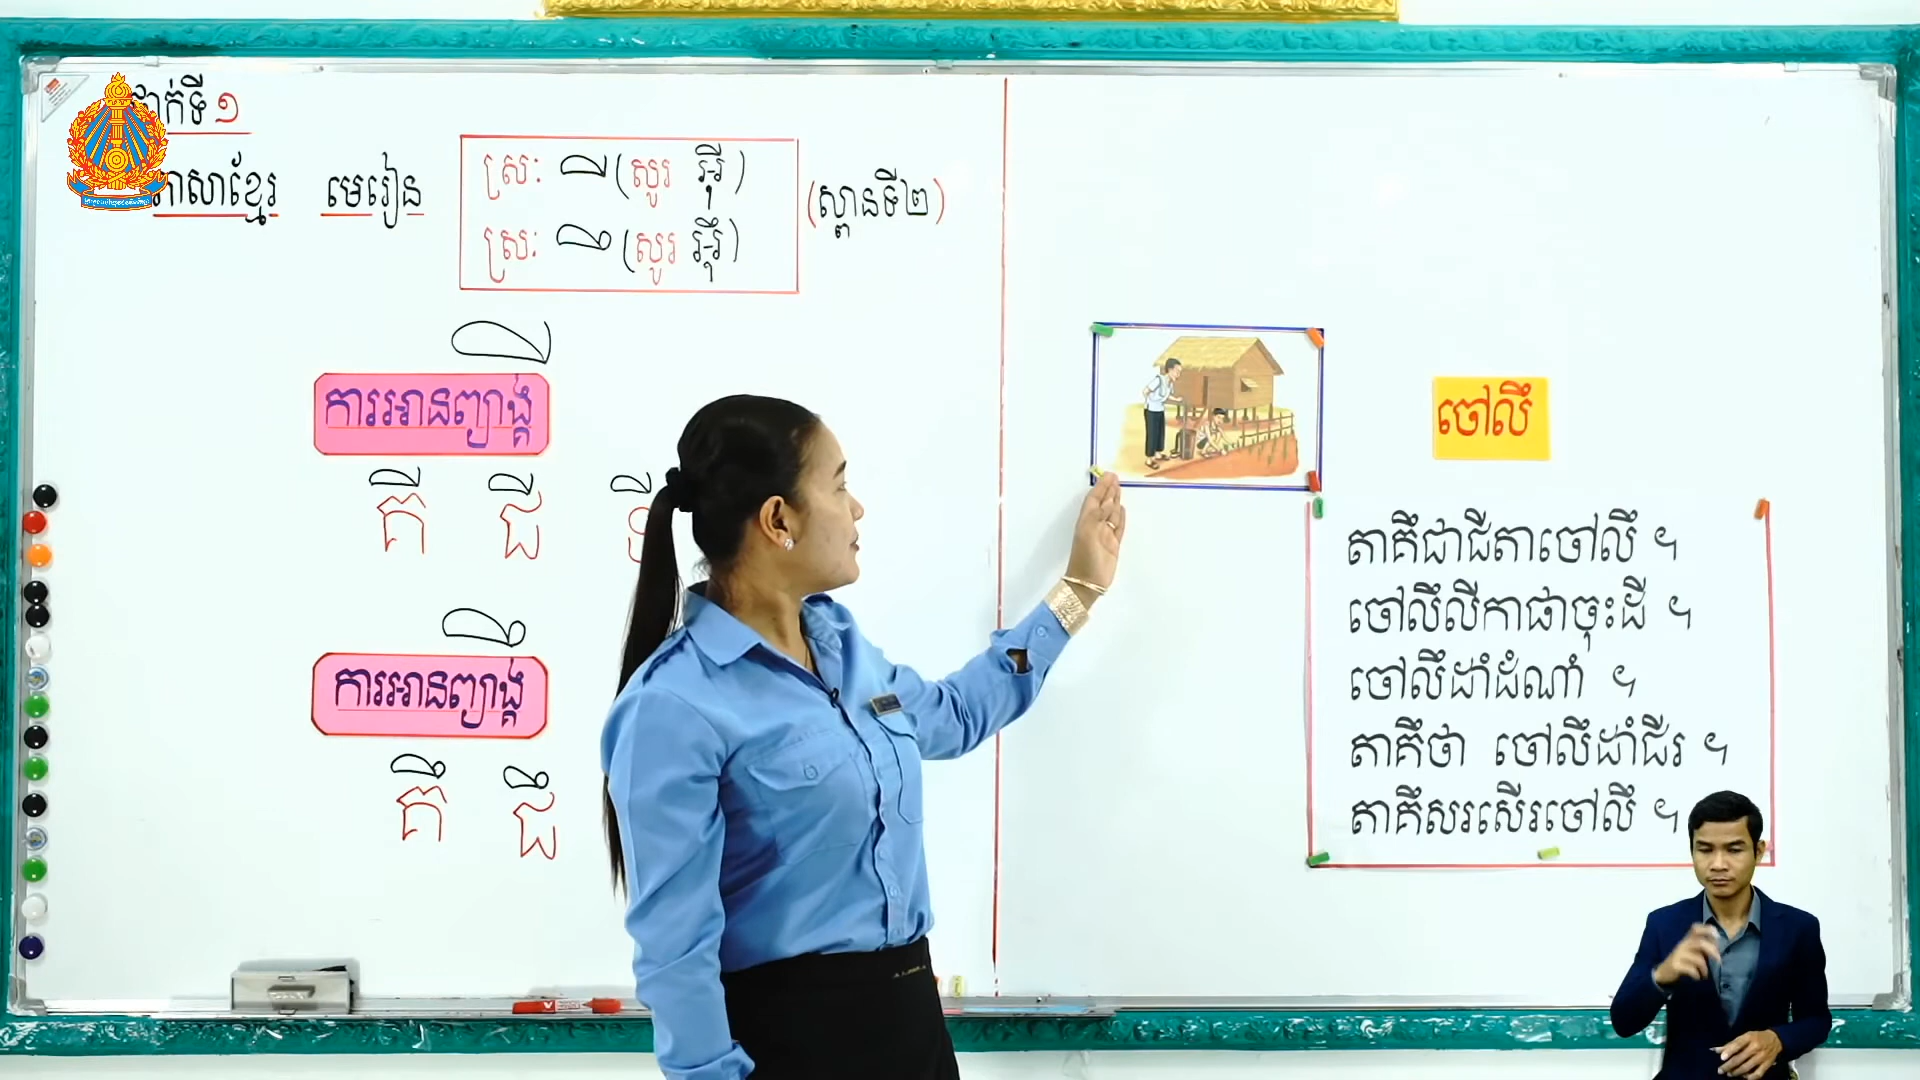 ថ្នាក់ទី ១
ភាសាខ្មែរ មេរៀន
ស្រៈ ី (សូរ អ៊ី)
ស្រៈ ឹ (សូរ អ៊ឹ)
(ស្ពានទី២)
ី
ការអានព្យាង្គ
គី ជី ទី
ឹ
ការអានព្យាង្គ
គឹ ជឹ
ចៅលឹ
តាគឹជាជីតាចៅលឹ ។
ចៅលឹលីកាផាចុះដី ។
ចៅលឹដាំដំណាំ ។
តាគឹថា ចៅលឹដាំជីរ ។
តាគឹសរសើរចៅលឹ ។